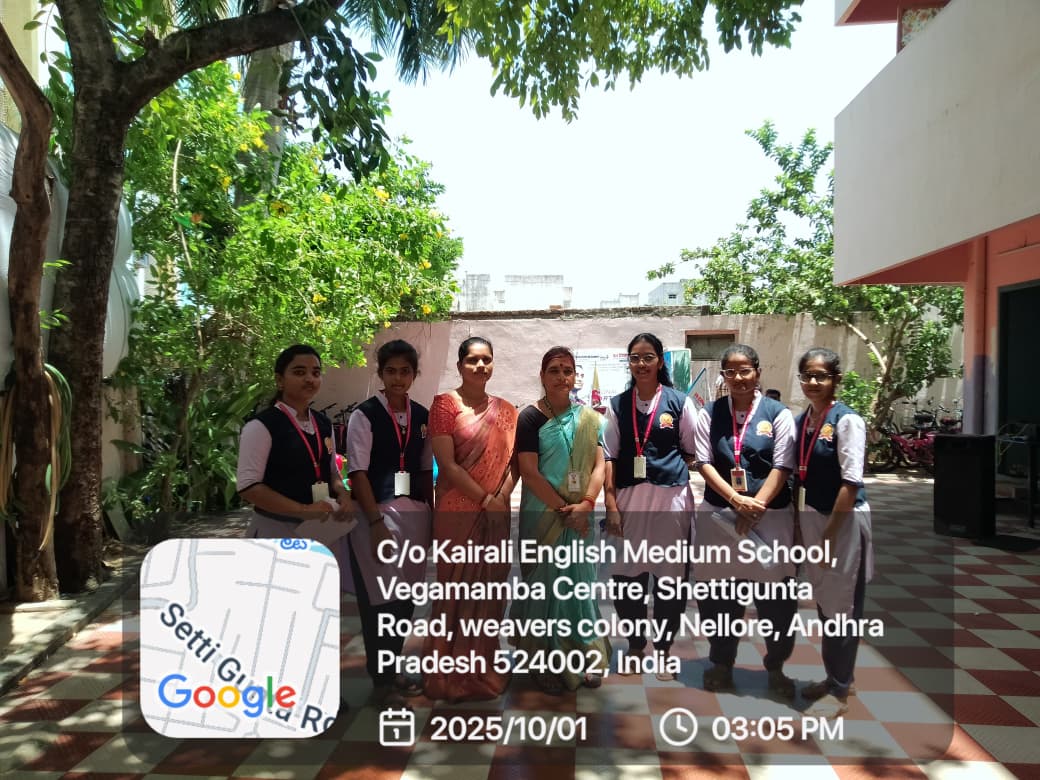 C/o Kairali English Medium School,
Vegamamba Centre, Shettigunta
Road, weavers colony, Nellore, Andhra
Pradesh 524002, India
Setti Gunta Ro
Google
2025/10/01
03:05 PM